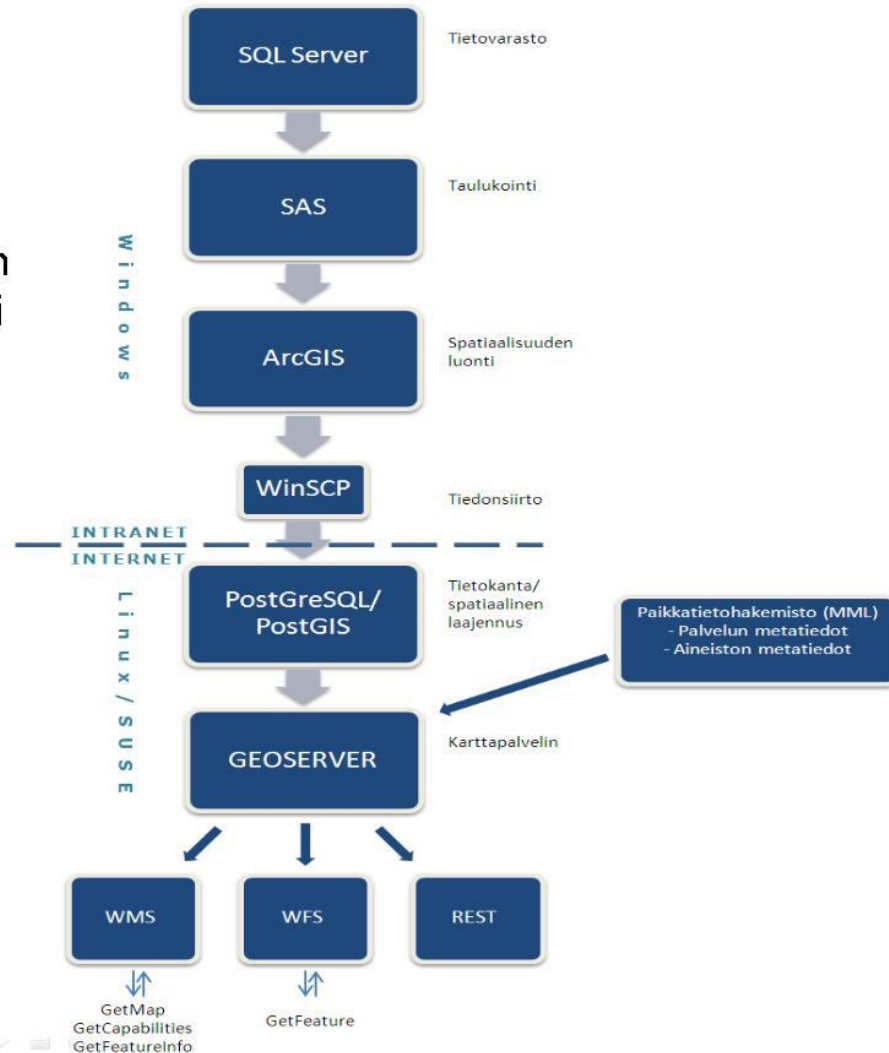 SQL Server
Tietovarasto
SAS
Taulukointi
Windows
ArcGIS
Spatiaalisuuden
luonti
WinSCP
Tiedonsiirto
INTRANET
INTERNET
Linux/SUSE
PostGreSQL/
PostGIS
Tietokanta/
spatiaalinen
laajennus
Paikkatietohakemisto (MML)
- Palvelun metatiedot
- Aineiston metatiedot
GEOSERVER
Karttapalvelin
WMS
WFS
REST
GetMap
GetCapabilities
GetFeatureInfo
GetFeature